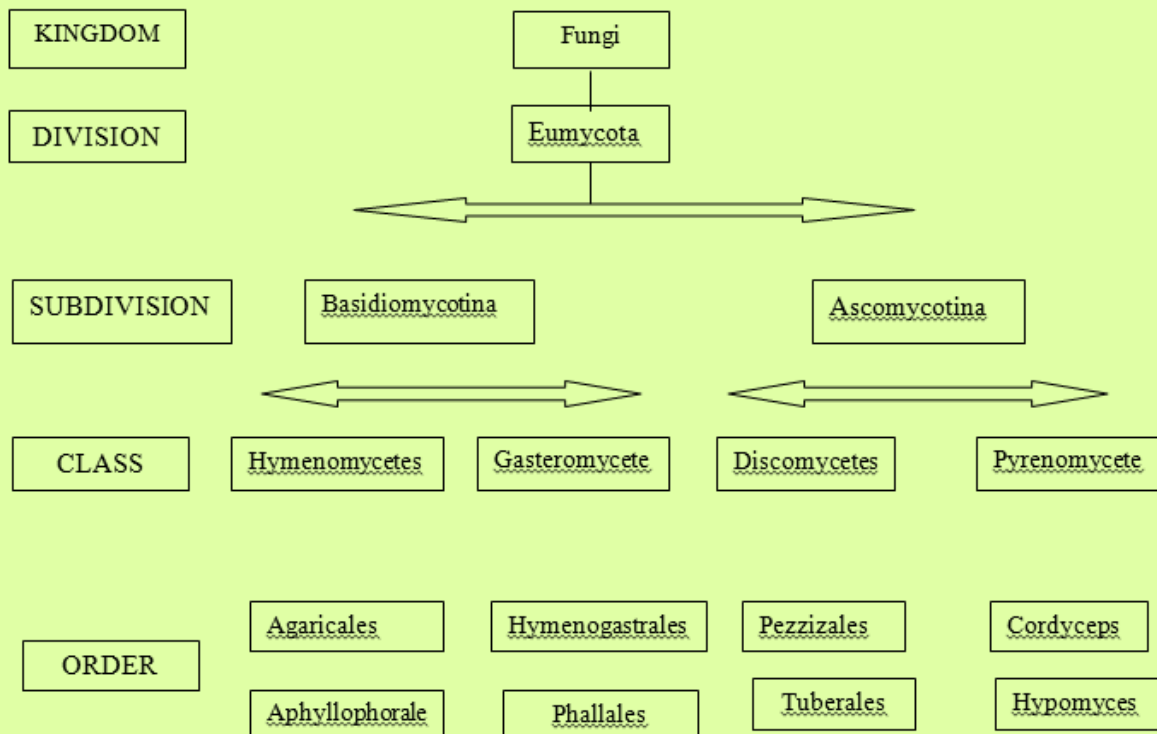 KINGDOM Fungi
DIVISION Eumycota
SUBDIVISION Basidiomycotina Ascomycotina
CLASS Hymenomycetes Gasteromycete Discomycetes Pyrenomycete
Agaricales Hymenogastrales Pezzizales Cordyceps
ORDER
Aphyllophorale Phallales Tuberales Hypomyces